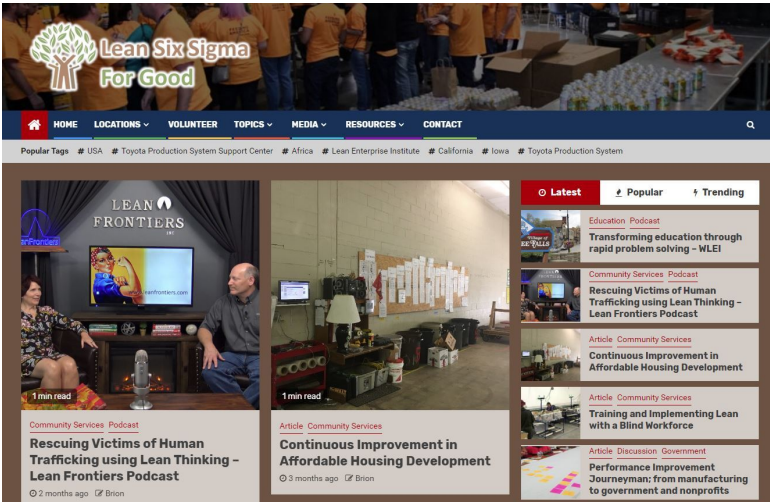 Lean Six Sigma
For Good
HOME LOCATIONS VOLUNTEER TOPICS MEDIA RESOURCES CONTACT
Popular Tags # USA # Toyota Production System Support Center # Africa # Lean Enterprise Institute # California # Iowa # Toyota Production System
LEAN
FRONTIERS
INC
leanfrontiers.com
1 min read
Community Services Podcast
Rescuing Victims of Human
Trafficking using Lean Thinking –
Lean Frontiers Podcast
2 months ago Brion
1 min read
Article Community Services
Continuous Improvement in
Affordable Housing Development
3 months ago Brion
Latest Popular Trending
Education Podcast
Transforming education through
rapid problem solving – WLEI
Community Services Podcast
Rescuing Victims of Human
Trafficking using Lean Thinking –
Lean Frontiers Podcast
Article Community Services
Continuous Improvement in
Affordable Housing Development
Article Community Services
Training and Implementing Lean
with a Blind Workforce
Article Discussion Government
Performance Improvement
Journeyman; from manufacturing
to government and nonprofits